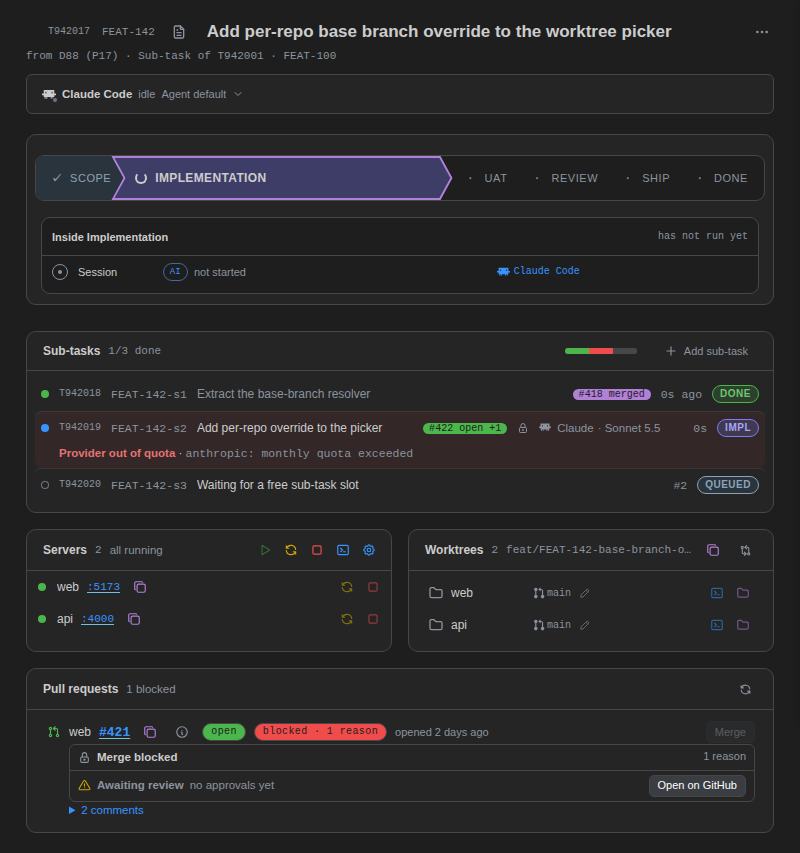 T942017 FEAT-142 Add per-repo base branch override to the worktree picker
from D88 (P17) · Sub-task of T942001 · FEAT-100
Claude Code idle Agent default
SCOPE IMPLEMENTATION · UAT · REVIEW · SHIP · DONE
Inside Implementation has not run yet
Session AI not started Claude Code
Sub-tasks 1/3 done Add sub-task
T942018 FEAT-142-s1 Extract the base-branch resolver #418 merged 0s ago DONE
T942019 FEAT-142-s2 Add per-repo override to the picker #422 open +1 Claude · Sonnet 5.5 0s IMPL
Provider out of quota · anthropic: monthly quota exceeded
T942020 FEAT-142-s3 Waiting for a free sub-task slot #2 QUEUED
Servers 2 all running
web :5173
api :4000
Worktrees 2 feat/FEAT-142-base-branch-o…
web main
api main
Pull requests 1 blocked
web #421 open blocked · 1 reason opened 2 days ago Merge
Merge blocked 1 reason
Awaiting review no approvals yet Open on GitHub
2 comments